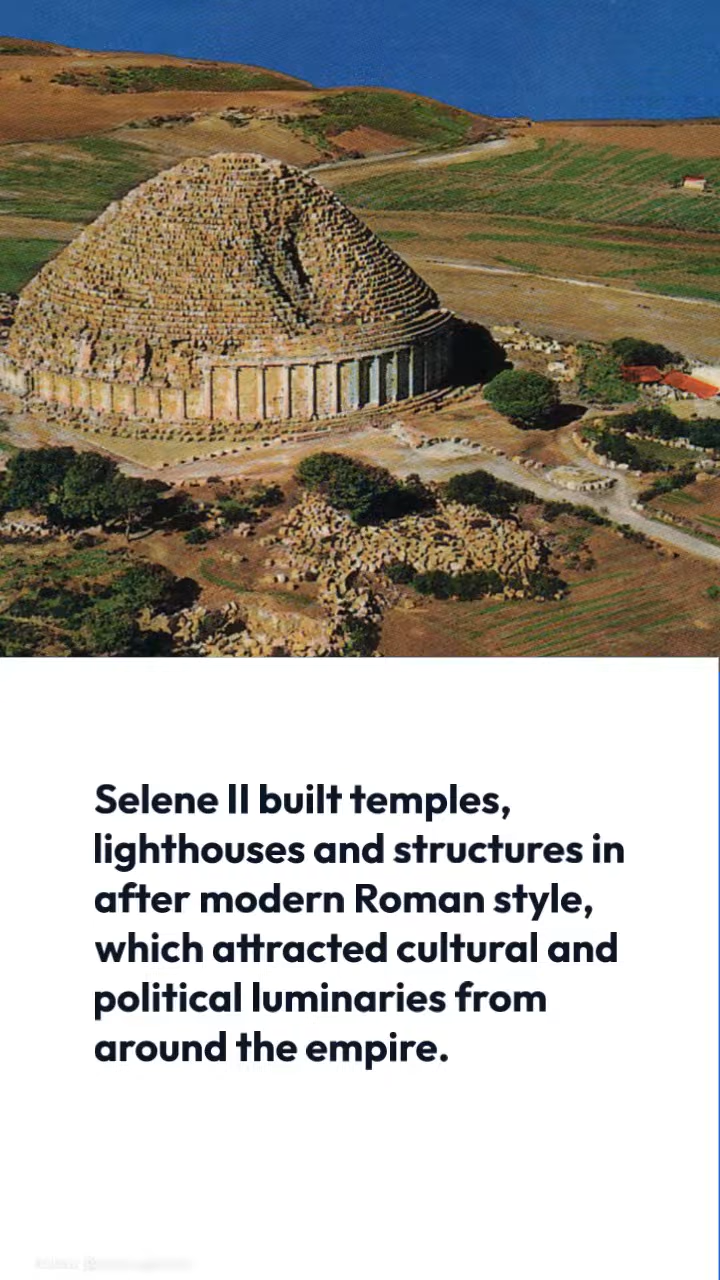 Selene II built temples,
lighthouses and structures in
after modern Roman style,
which attracted cultural and
political luminaries from
around the empire.